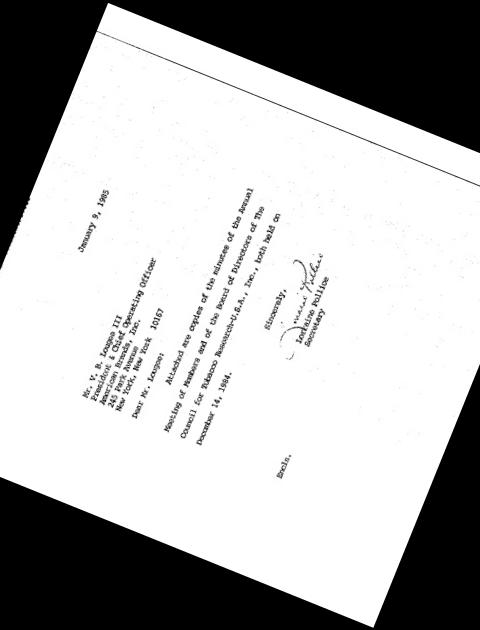 January 9, 1985
Mr. V. B. Lougee III
President & Chief Operating Officer
American Brands, Inc.
245 Park Avenue
New York, New York 10167
Dear Mr. Lougee:
Attached are copies of the minutes of the Annual
Meeting of Members and of the Board of Directors of The
Council for Tobacco Research-U.S.A., Inc., both held on
December 14, 1984.
Sincerely,
Lorraine Pollice
Lorraine Pollice
Secretary
Encls.